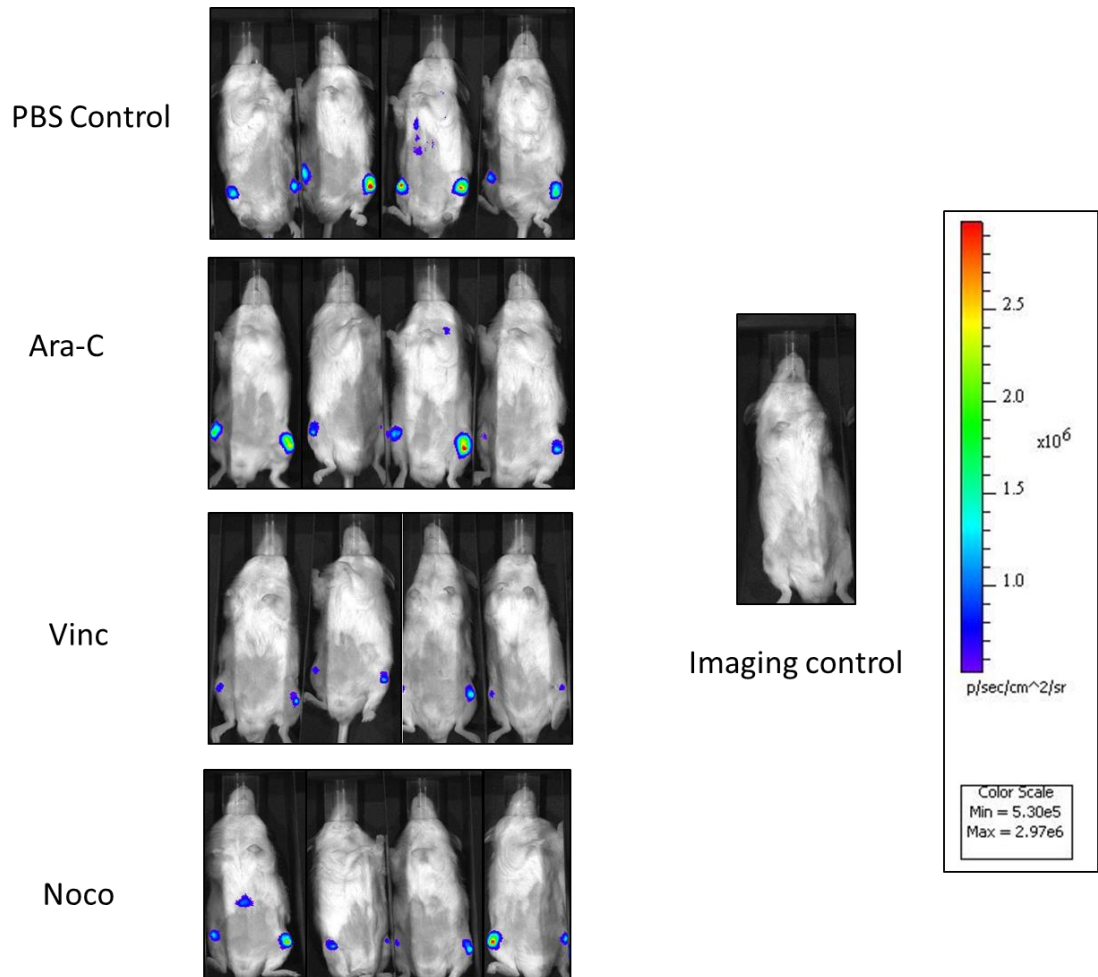 PBS Control
Ara-C
Vinc
Noco
Imaging control
2.5
2.0
x10^6
1.5
1.0
p/sec/cm^2/sr
Color Scale
Min = 5.30e5
Max = 2.97e6